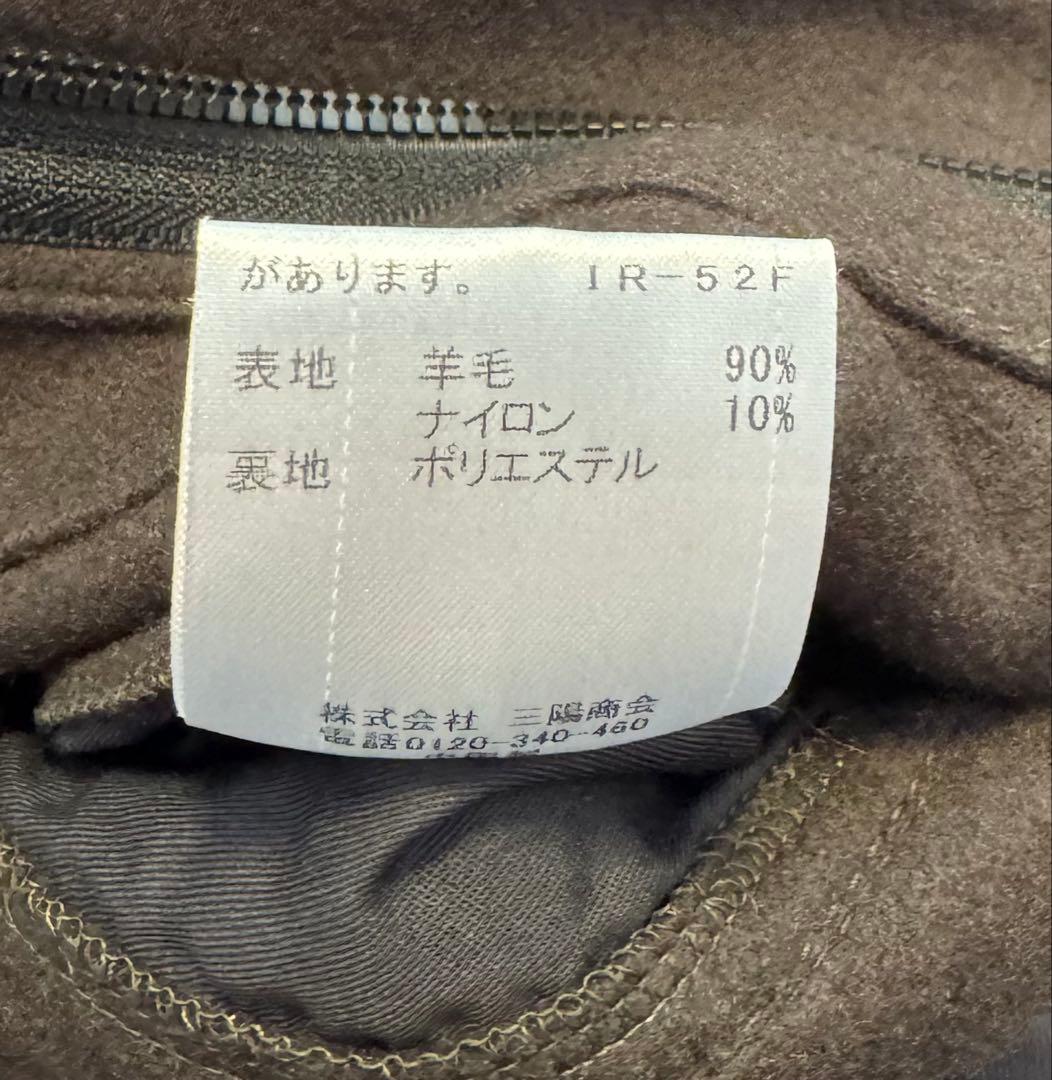 があります。 IR-52F
表地 羊毛 90%
ナイロン 10%
裏地 ポリエステル
株式会社 三陽商会
電話0120-340-460